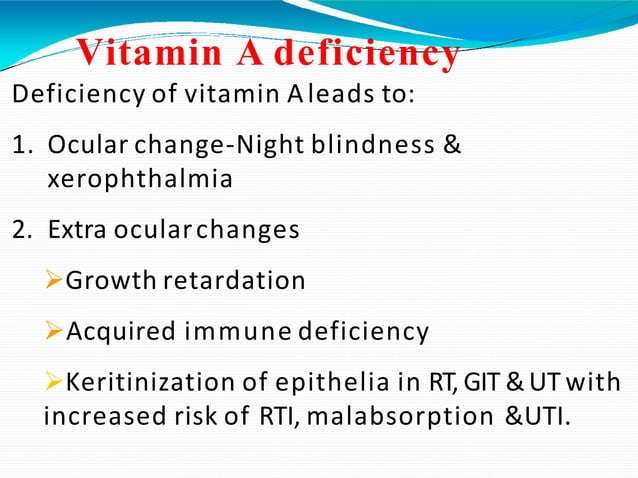 Vitamin A deficiency
Deficiency of vitamin A leads to:
1. Ocular change-Night blindness &
xerophthalmia
2. Extra ocular changes
➢Growth retardation
➢Acquired immune deficiency
➢Keritinization of epithelia in RT, GIT & UT with
increased risk of RTI, malabsorption &UTI.